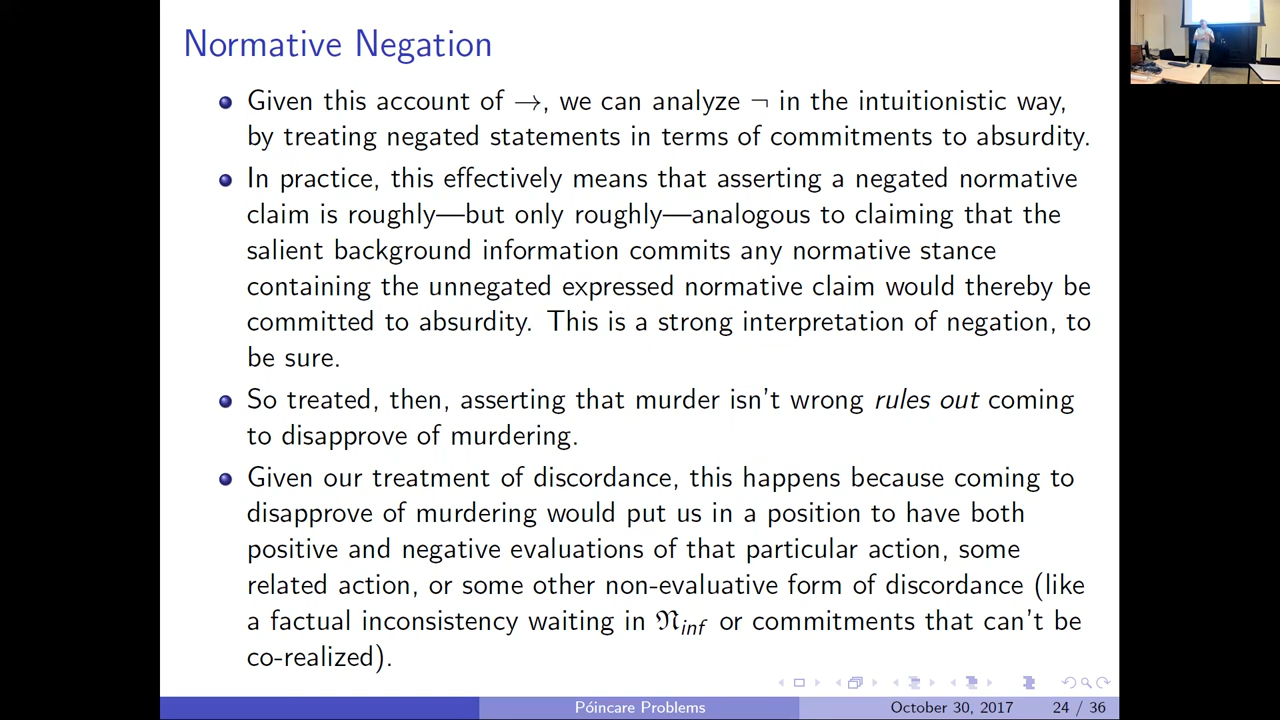 Normative Negation
Given this account of →, we can analyze ¬ in the intuitionistic way,
by treating negated statements in terms of commitments to absurdity.
In practice, this effectively means that asserting a negated normative
claim is roughly—but only roughly—analogous to claiming that the
salient background information commits any normative stance
containing the unnegated expressed normative claim would thereby be
committed to absurdity. This is a strong interpretation of negation, to
be sure.
So treated, then, asserting that murder isn't wrong rules out coming
to disapprove of murdering.
Given our treatment of discordance, this happens because coming to
disapprove of murdering would put us in a position to have both
positive and negative evaluations of that particular action, some
related action, or some other non-evaluative form of discordance (like
a factual inconsistency waiting in 𝔑inf or commitments that can't be
co-realized).
Póincare Problems
October 30, 2017
24 / 36